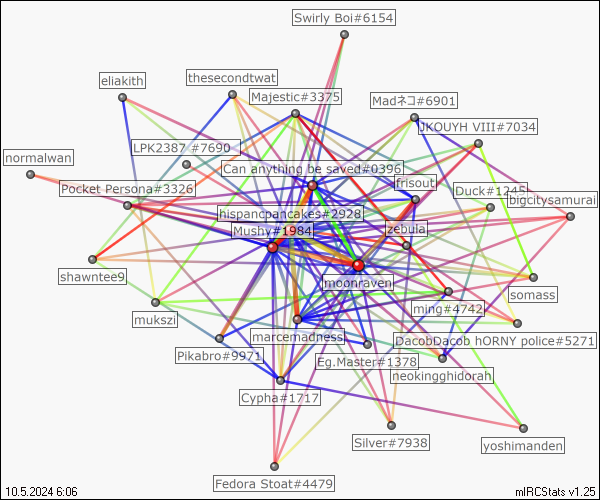 Swirly Boi#6154
thesecondtwat
eliakith
Majestic#3375
Madネコ#6901
JKOUYH VIII#7034
LPK2387 #7690
normalwan
Can anything be saved#0396
Pocket Persona#3326
frisout
Duck#1245
bigcitysamurai
hispancpancakes#2928
Mushy#1984
zebula
shawntee9
moonraven
somass
mukszi
ming#4742
marcemadness
DacobDacob hORNY police#5271
Pikabro#9971
Eg.Master#1378
neokingghidorah
Cypha#1717
Silver#7938
yoshimanden
Fedora Stoat#4479
10.5.2024 6:06
mIRCStats v1.25